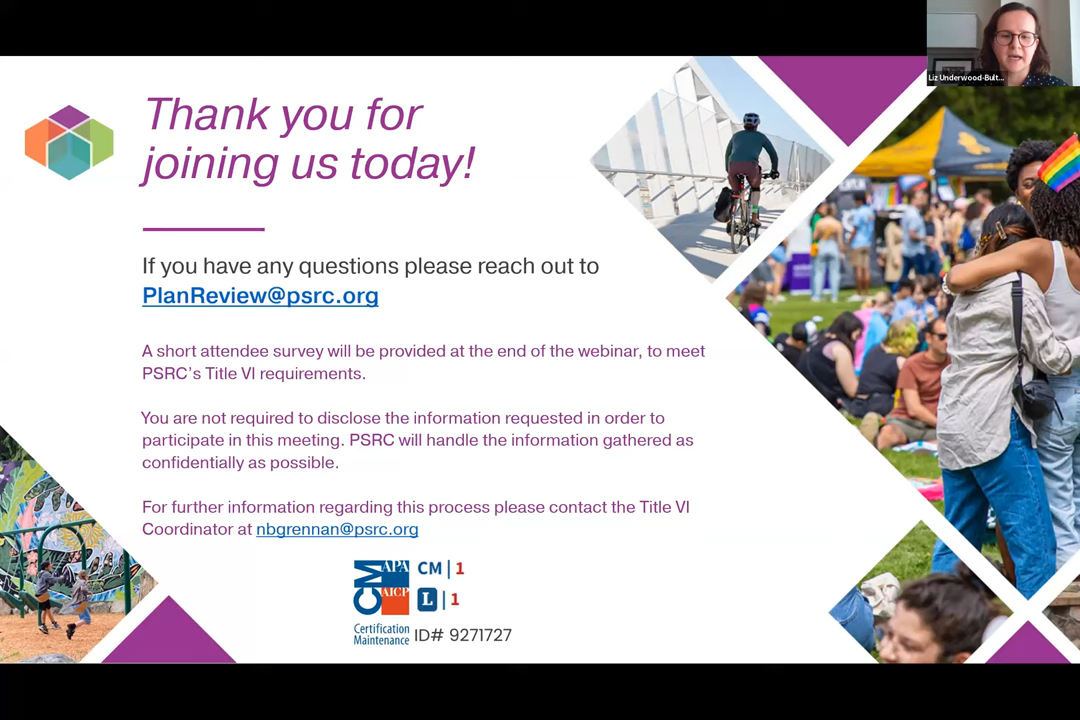 Thank you for
joining us today!
Liz Underwood-Bult...
If you have any questions please reach out to
PlanReview@psrc.org
A short attendee survey will be provided at the end of the webinar, to meet
PSRC's Title VI requirements.
You are not required to disclose the information requested in order to
participate in this meeting. PSRC will handle the information gathered as
confidentially as possible.
For further information regarding this process please contact the Title VI
Coordinator at nbgrennan@psrc.org
CM APA AICP
CM | 1
L | 1
Certification
Maintenance
ID# 9271727